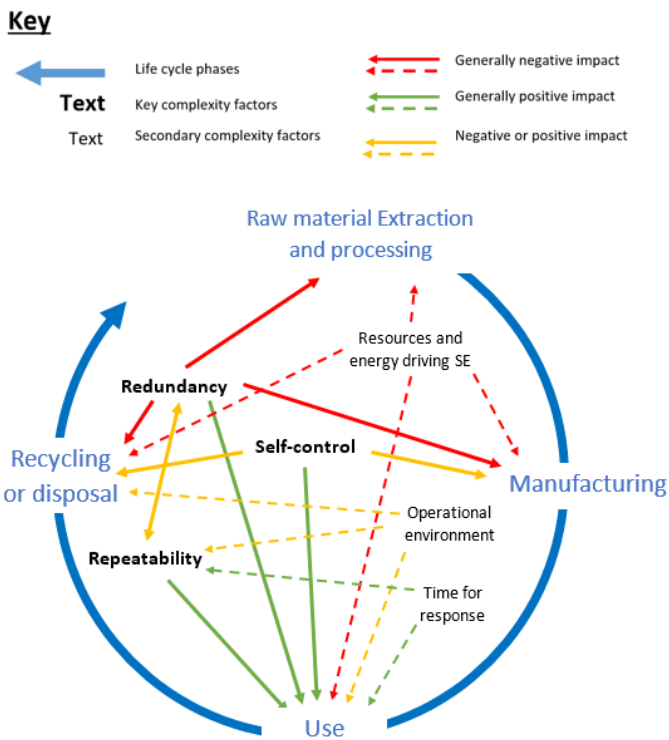 Key
Life cycle phases
Generally negative impact
Text
Key complexity factors
Generally positive impact
Text
Secondary complexity factors
Negative or positive impact
Raw material Extraction
and processing
Resources and
energy driving SE
Redundancy
Self-control
Recycling
or disposal
Manufacturing
Operational
environment
Repeatability
Time for
response
Use